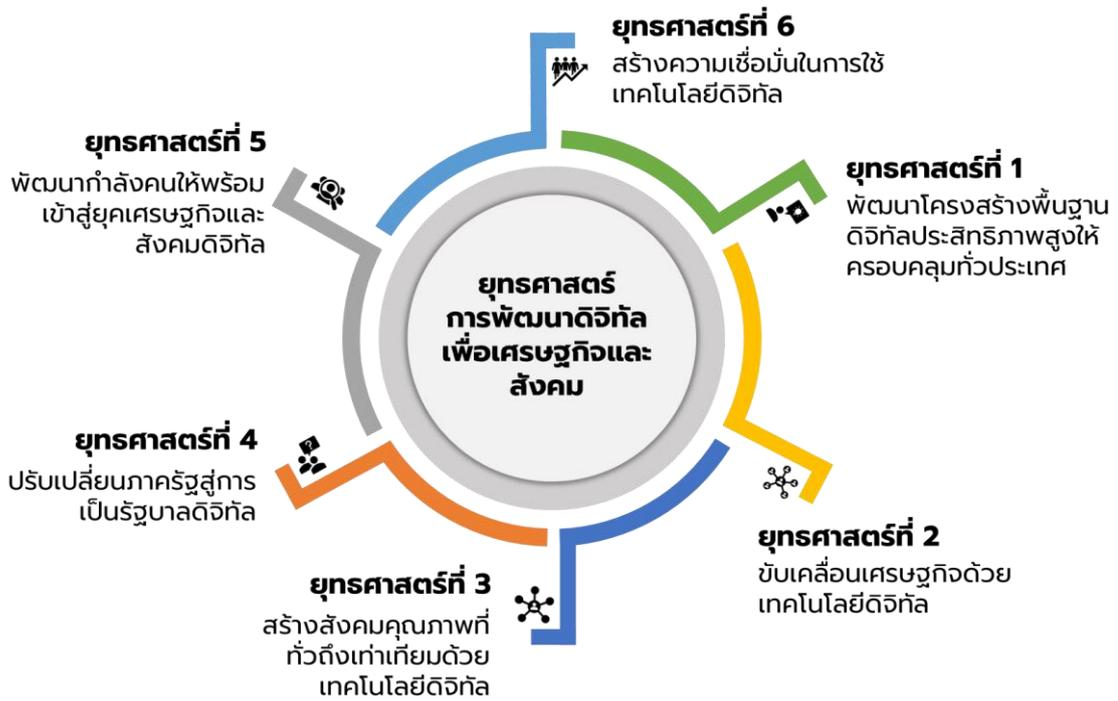 ยุทธศาสตร์
การพัฒนาดิจิทัล
เพื่อเศรษฐกิจและ
สังคม
ยุทธศาสตร์ที่ 1
พัฒนาโครงสร้างพื้นฐาน
ดิจิทัลประสิทธิภาพสูงให้
ครอบคลุมทั่วประเทศ
ยุทธศาสตร์ที่ 2
ขับเคลื่อนเศรษฐกิจด้วย
เทคโนโลยีดิจิทัล
ยุทธศาสตร์ที่ 3
สร้างสังคมคุณภาพที่
ทั่วถึงเท่าเทียมด้วย
เทคโนโลยีดิจิทัล
ยุทธศาสตร์ที่ 4
ปรับเปลี่ยนภาครัฐสู่การ
เป็นรัฐบาลดิจิทัล
ยุทธศาสตร์ที่ 5
พัฒนากำลังคนให้พร้อม
เข้าสู่ยุคเศรษฐกิจและ
สังคมดิจิทัล
ยุทธศาสตร์ที่ 6
สร้างความเชื่อมั่นในการใช้
เทคโนโลยีดิจิทัล